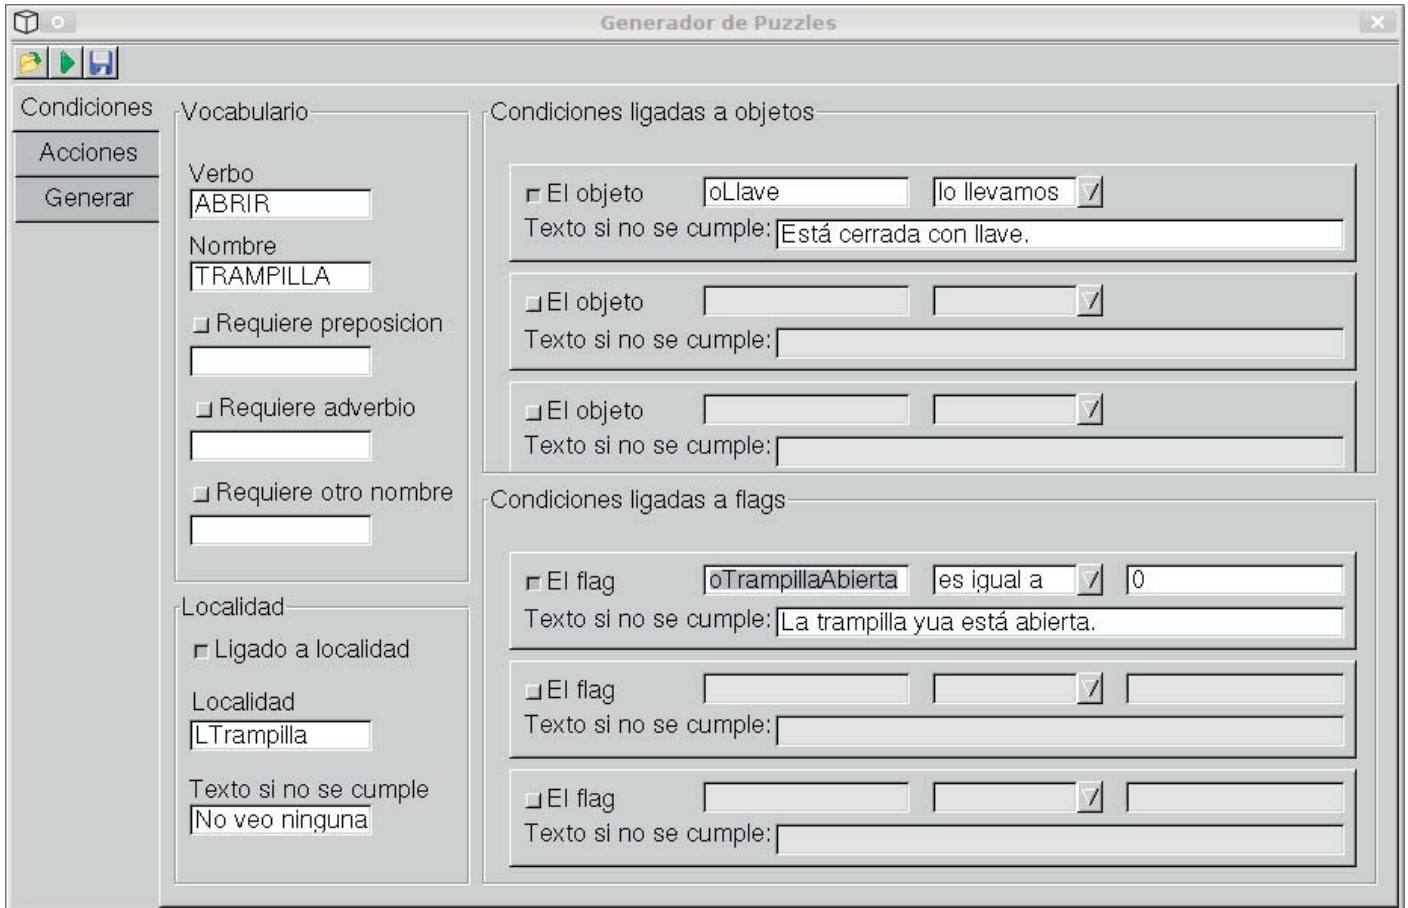 Generador de Puzzles
Condiciones
Acciones
Generar
Vocabulario
Verbo
ABRIR
Nombre
TRAMPILLA
Requiere preposicion
Requiere adverbio
Requiere otro nombre
Localidad
Ligado a localidad
Localidad
LTrampilla
Texto si no se cumple
No veo ninguna
Condiciones ligadas a objetos
El objeto oLlave lo llevamos
Texto si no se cumple: Está cerrada con llave.
El objeto
Texto si no se cumple:
El objeto
Texto si no se cumple:
Condiciones ligadas a flags
El flag oTrampillaAbierta es igual a 0
Texto si no se cumple: La trampilla yua está abierta.
El flag
Texto si no se cumple:
El flag
Texto si no se cumple: